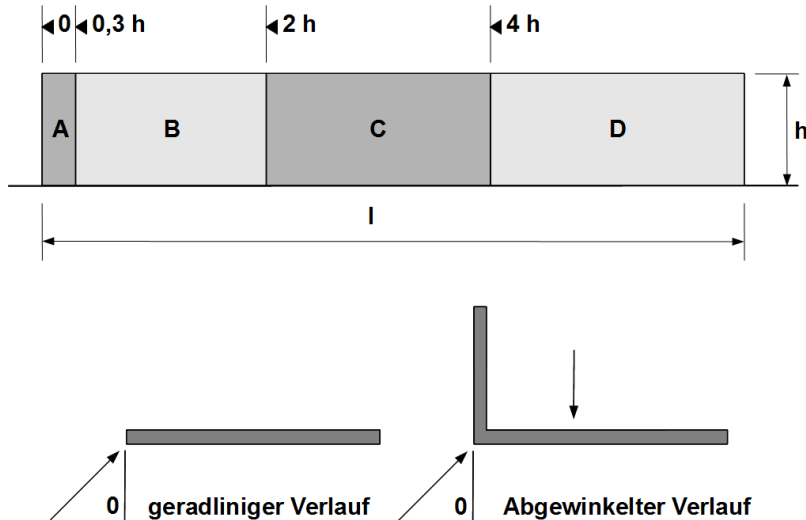 0 0,3 h 2 h 4 h
A B C D h
l
0 geradliniger Verlauf 0 Abgewinkelter Verlauf